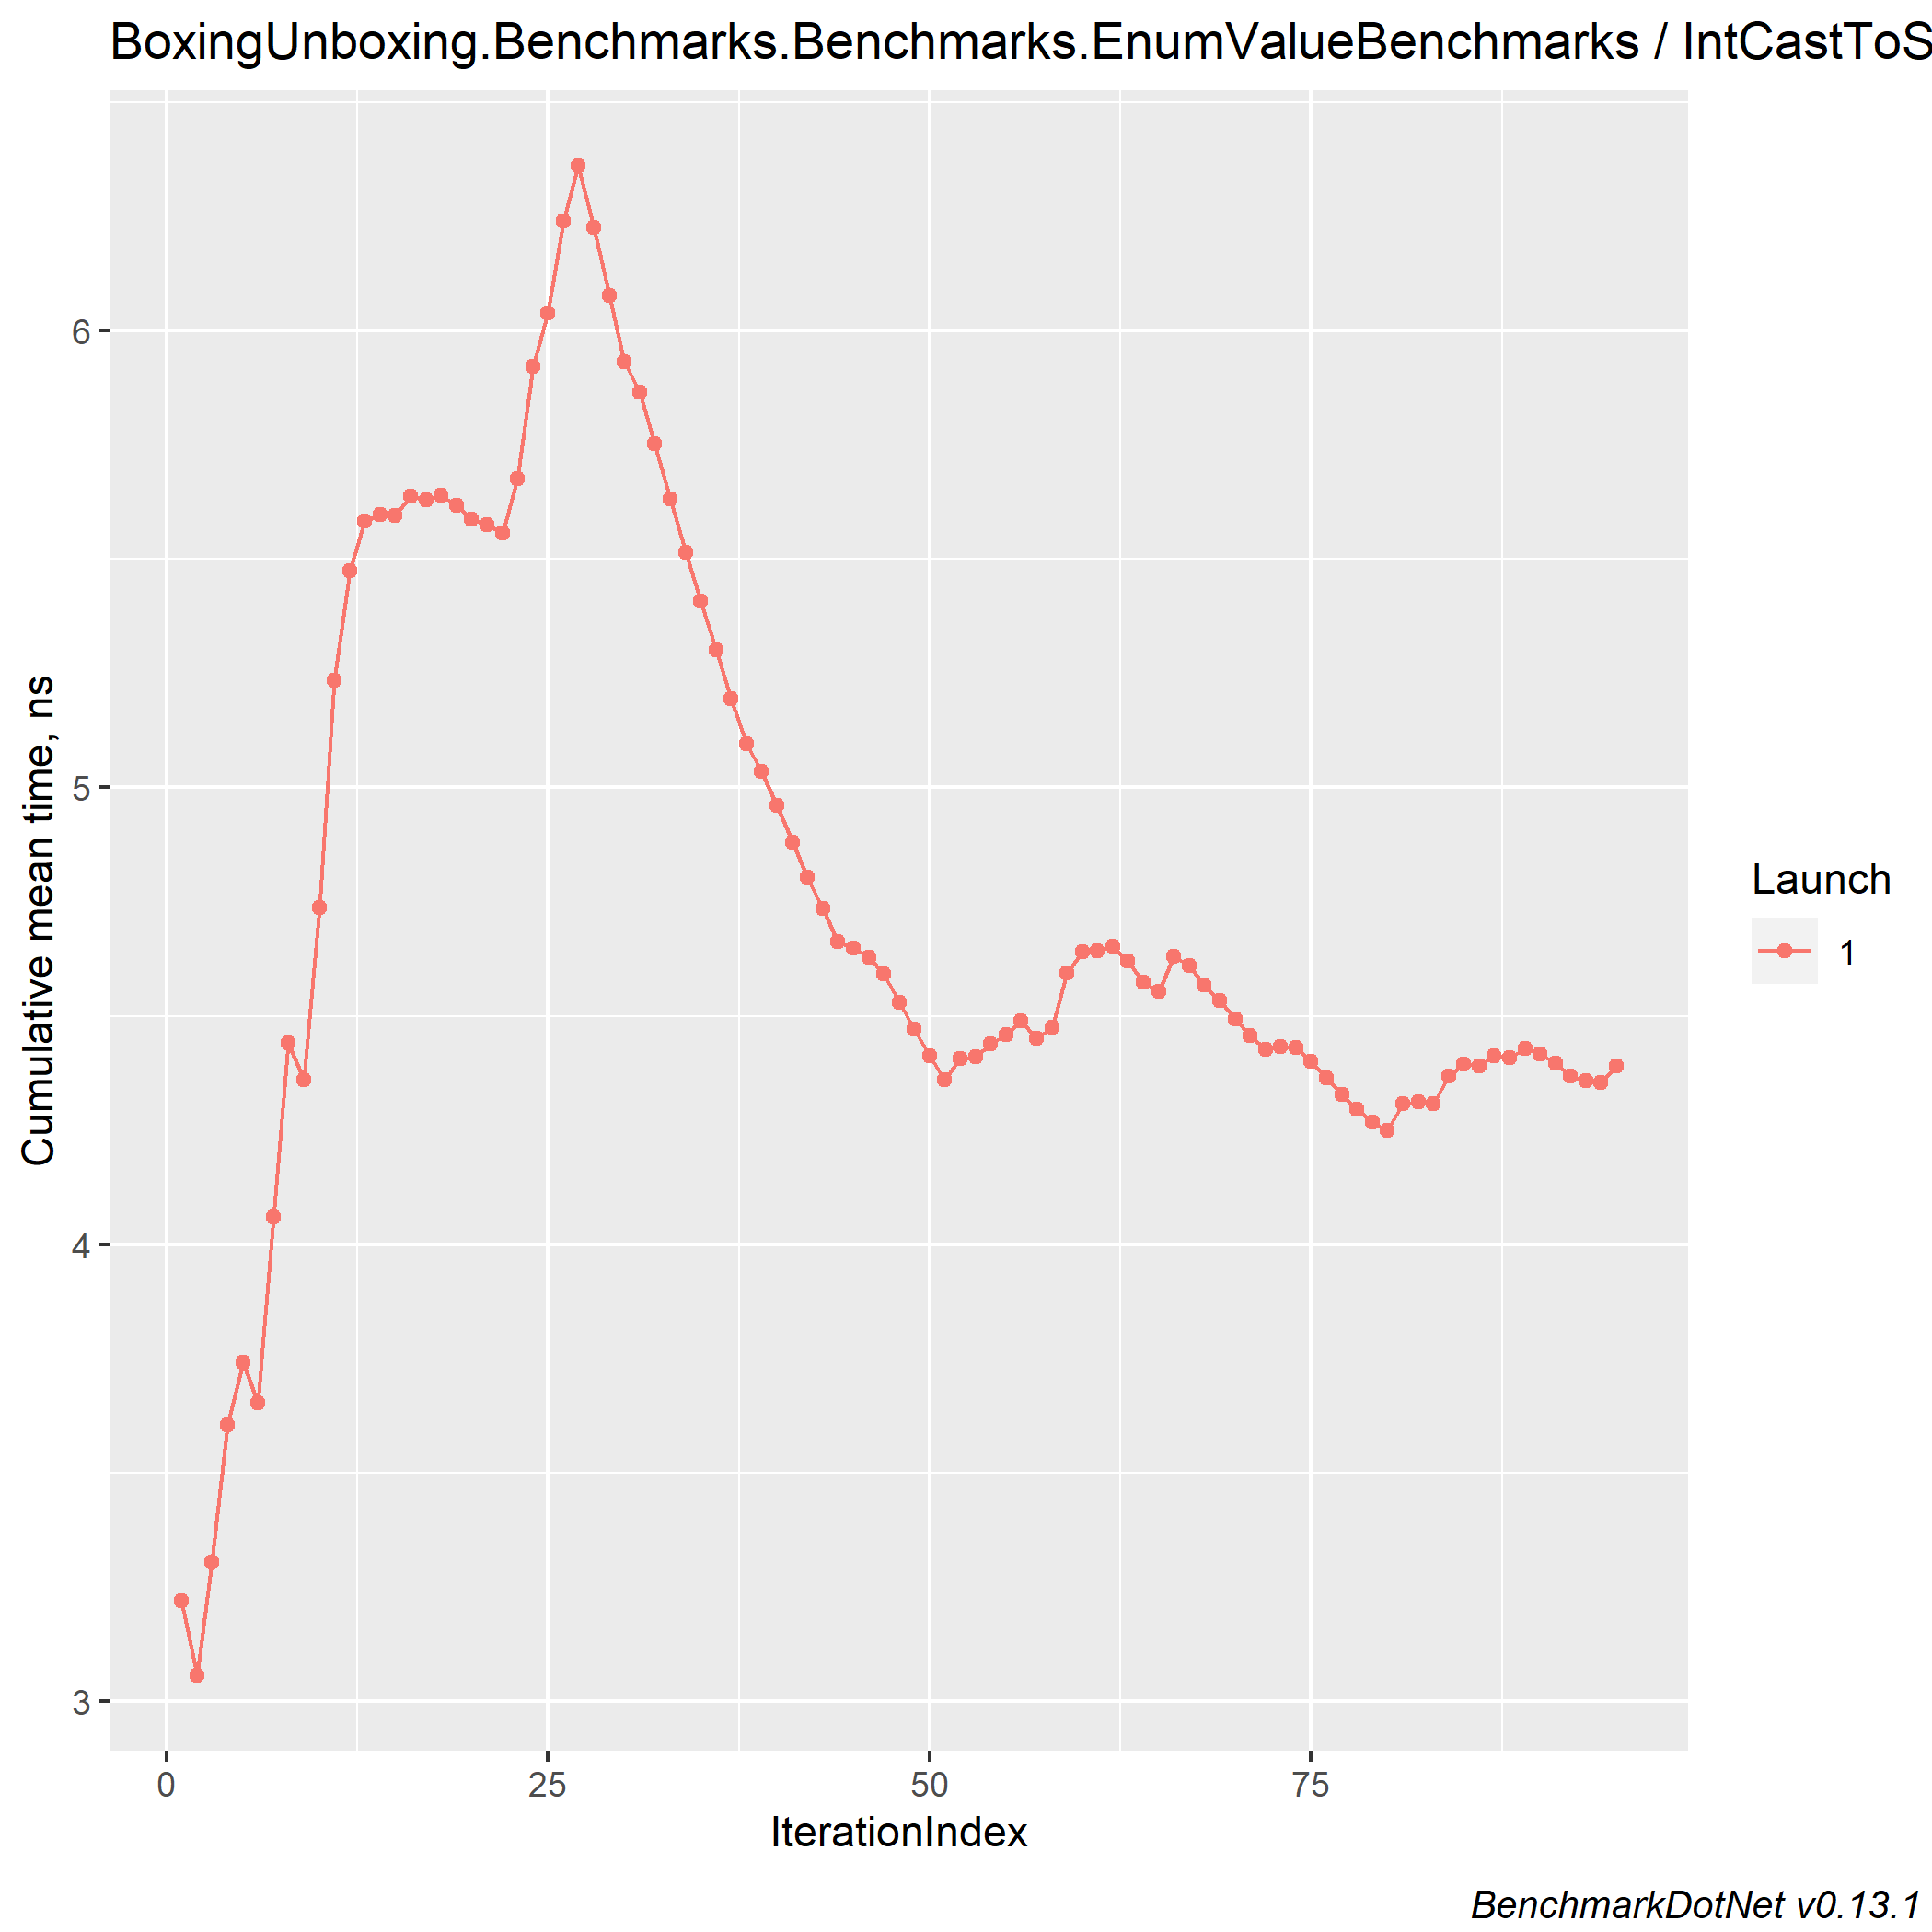 BoxingUnboxing.Benchmarks.Benchmarks.EnumValueBenchmarks / IntCastToS
Cumulative mean time, ns
6
5
4
3
0 25 50 75
IterationIndex
Launch
1
BenchmarkDotNet v0.13.1